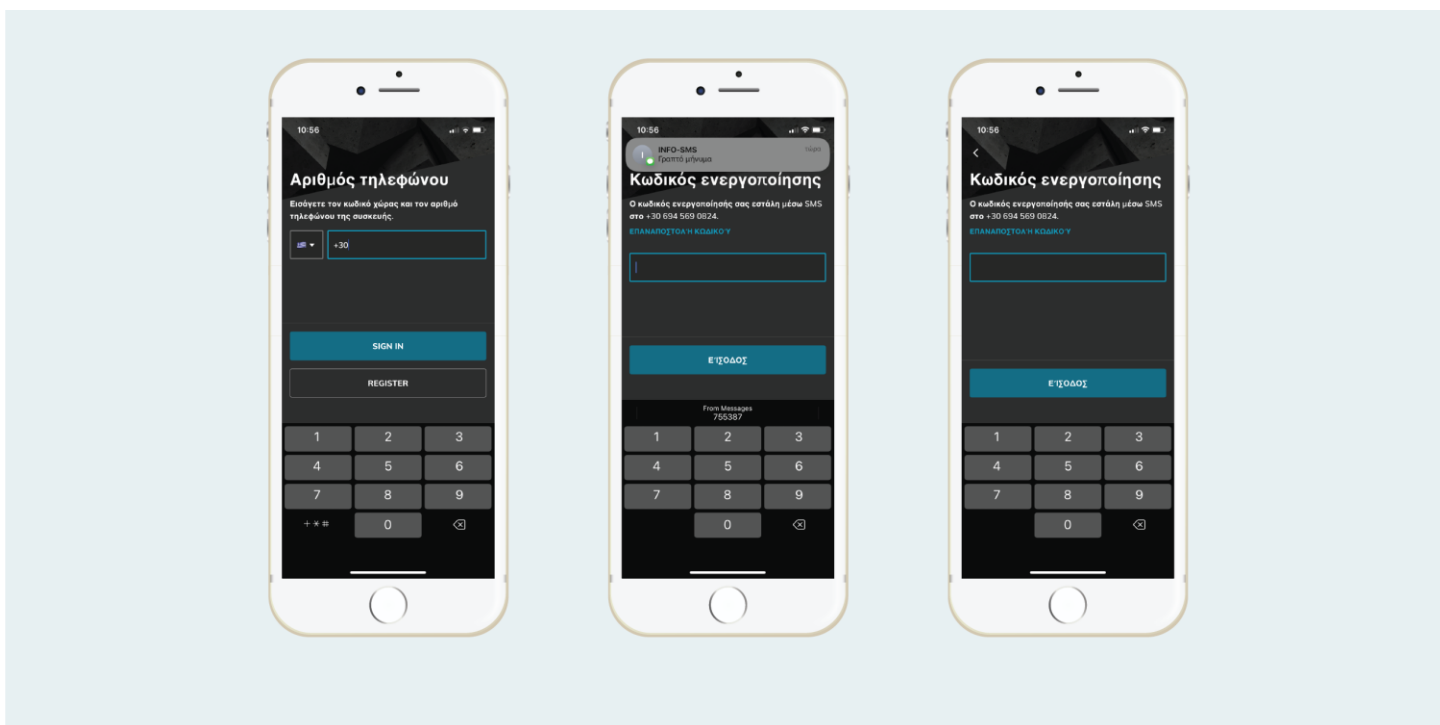 10:56
Αριθμός τηλεφώνου
Εισάγετε τον κωδικό χώρας και τον αριθμό
τηλεφώνου της συσκευής.
+30
SIGN IN
REGISTER
1 2 3
4 5 6
7 8 9
+ * # 0
10:56
INFO-SMS τώρα
Γραπτό μήνυμα
Κωδικός ενεργοποίησης
Ο κωδικός ενεργοποίησής σας εστάλη μέσω SMS
στο +30 694 569 0824.
ΕΠΑΝΑΠΟΣΤΟΛΉ ΚΩΔΙΚΟΎ
ΕΊΣΟΔΟΣ
From Messages
755387
1 2 3
4 5 6
7 8 9
0
10:56
Κωδικός ενεργοποίησης
Ο κωδικός ενεργοποίησής σας εστάλη μέσω SMS
στο +30 694 569 0824.
ΕΠΑΝΑΠΟΣΤΟΛΉ ΚΩΔΙΚΟΎ
ΕΊΣΟΔΟΣ
1 2 3
4 5 6
7 8 9
0